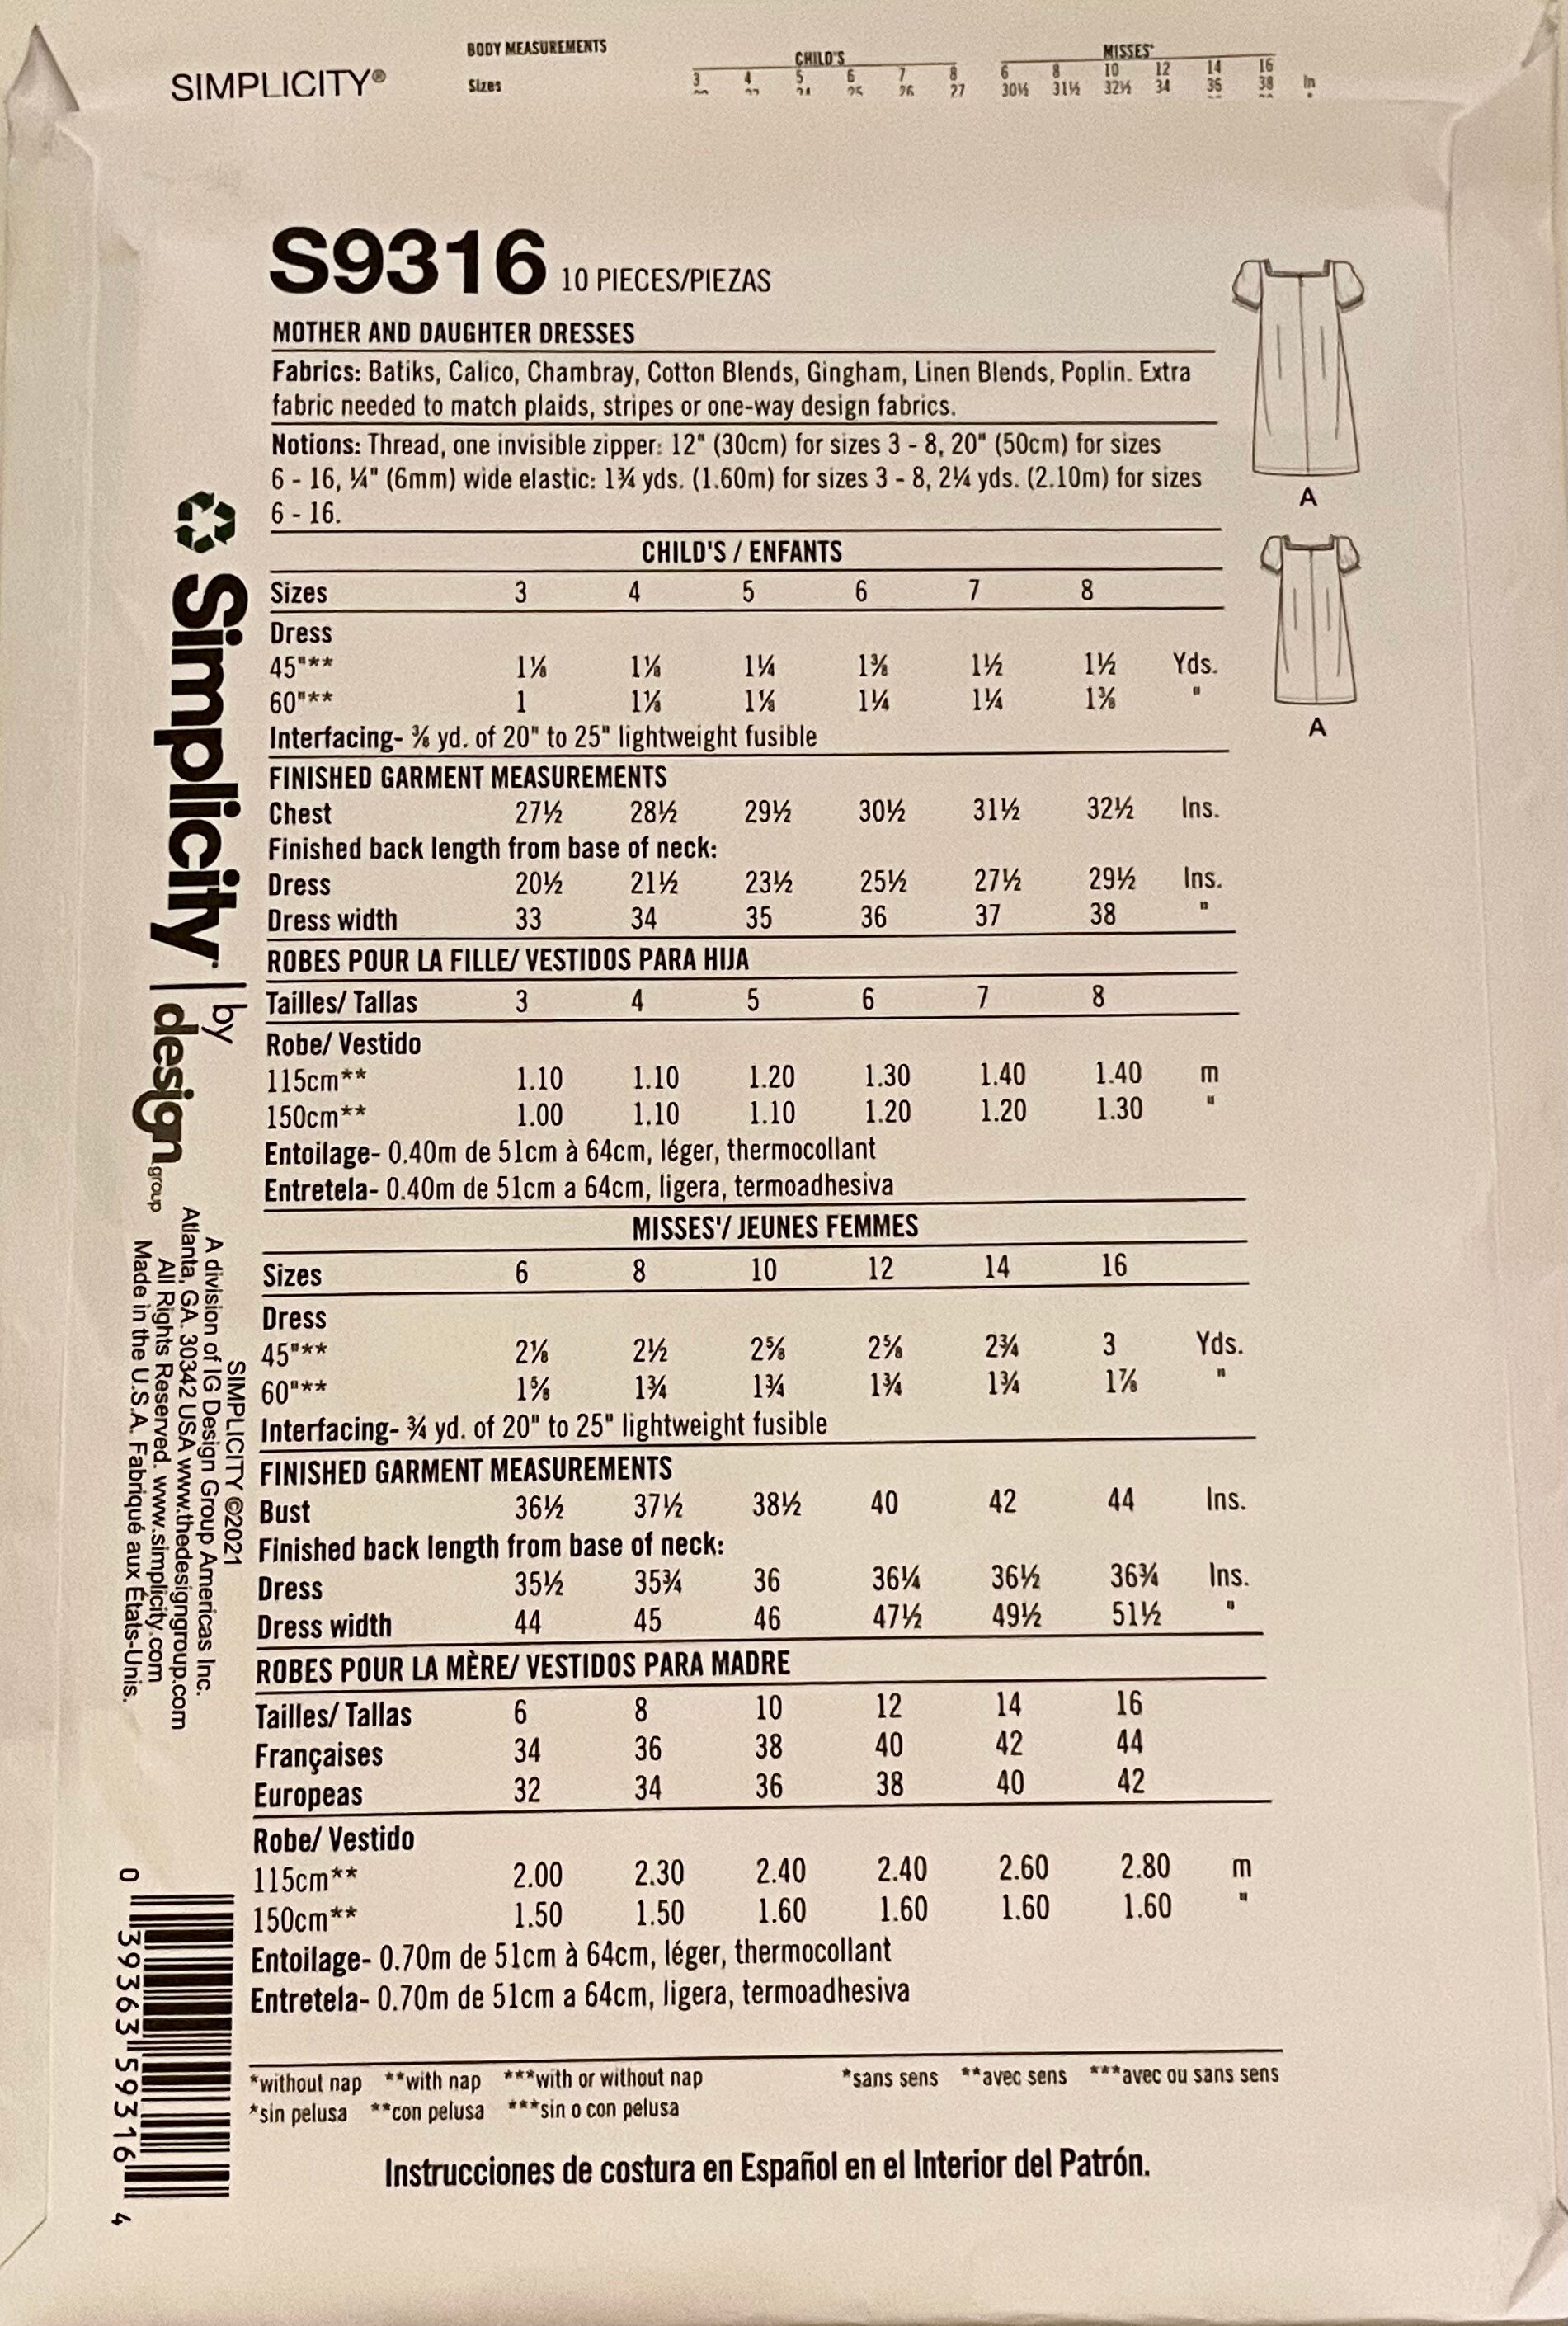 BODY MEASUREMENTS
CHILD'S MISSES'
SIMPLICITY®
Sizes 3 4 5 6 7 8 6 8 10 12 14 16
27 30½ 31½ 32½ 34 36 38 In
S9316 10 PIECES/PIEZAS
MOTHER AND DAUGHTER DRESSES
Fabrics: Batiks, Calico, Chambray, Cotton Blends, Gingham, Linen Blends, Poplin. Extra
fabric needed to match plaids, stripes or one-way design fabrics.
Notions: Thread, one invisible zipper: 12" (30cm) for sizes 3 - 8, 20" (50cm) for sizes
6 - 16, ¼" (6mm) wide elastic: 1¾ yds. (1.60m) for sizes 3 - 8, 2¼ yds. (2.10m) for sizes
6 - 16.
A
A
CHILD'S / ENFANTS
Sizes 3 4 5 6 7 8
Dress
45"** 1⅛ 1⅛ 1¼ 1⅜ 1½ 1½ Yds.
60"** 1 1⅛ 1⅛ 1¼ 1¼ 1⅜ "
Interfacing- ⅜ yd. of 20" to 25" lightweight fusible
FINISHED GARMENT MEASUREMENTS
Chest 27½ 28½ 29½ 30½ 31½ 32½ Ins.
Finished back length from base of neck:
Dress 20½ 21½ 23½ 25½ 27½ 29½ Ins.
Dress width 33 34 35 36 37 38 "
ROBES POUR LA FILLE/ VESTIDOS PARA HIJA
Tailles/ Tallas 3 4 5 6 7 8
Robe/ Vestido
115cm** 1.10 1.10 1.20 1.30 1.40 1.40 m
150cm** 1.00 1.10 1.10 1.20 1.20 1.30 "
Entoilage- 0.40m de 51cm à 64cm, léger, thermocollant
Entretela- 0.40m de 51cm a 64cm, ligera, termoadhesiva
MISSES'/ JEUNES FEMMES
Sizes 6 8 10 12 14 16
Dress
45"** 2⅛ 2½ 2⅝ 2⅝ 2¾ 3 Yds.
60"** 1⅝ 1¾ 1¾ 1¾ 1¾ 1⅞ "
Interfacing- ¾ yd. of 20" to 25" lightweight fusible
FINISHED GARMENT MEASUREMENTS
Bust 36½ 37½ 38½ 40 42 44 Ins.
Finished back length from base of neck:
Dress 35½ 35¾ 36 36¼ 36½ 36¾ Ins.
Dress width 44 45 46 47½ 49½ 51½ "
ROBES POUR LA MÈRE/ VESTIDOS PARA MADRE
Tailles/ Tallas 6 8 10 12 14 16
Françaises 34 36 38 40 42 44
Europeas 32 34 36 38 40 42
Robe/ Vestido
115cm** 2.00 2.30 2.40 2.40 2.60 2.80 m
150cm** 1.50 1.50 1.60 1.60 1.60 1.60 "
Entoilage- 0.70m de 51cm à 64cm, léger, thermocollant
Entretela- 0.70m de 51cm a 64cm, ligera, termoadhesiva
*without nap **with nap ***with or without nap *sans sens **avec sens ***avec ou sans sens
*sin pelusa **con pelusa ***sin o con pelusa
Instrucciones de costura en Español en el Interior del Patrón.
Simplicity | by
design group
SIMPLICITY ©2021
A division of IG Design Group Americas Inc.
Atlanta, GA. 30342 USA www.thedesigngroup.com
All Rights Reserved. www.simplicity.com
Made in the U.S.A. Fabriqué aux États-Unis.
0 39363 59316 4